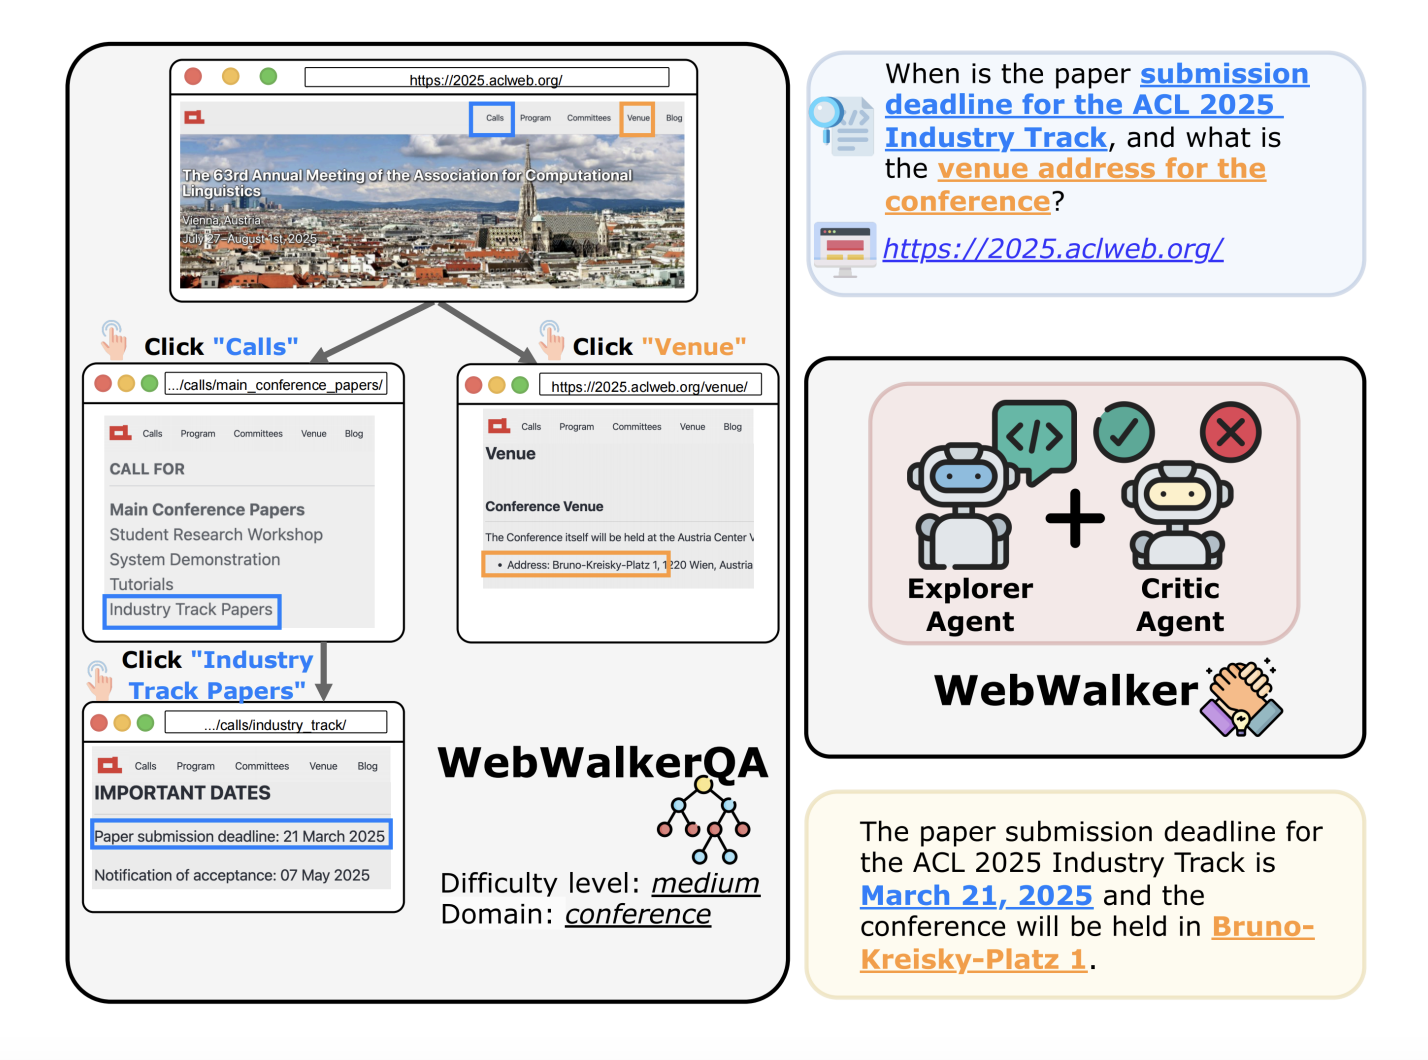 https://2025.aclweb.org/
Calls Program Committees Venue Blog
The 63rd Annual Meeting of the Association for Computational
Linguistics
Vienna, Austria
July 27–August 1st, 2025
Click "Calls"
Click "Venue"
.../calls/main_conference_papers/
Calls Program Committees Venue Blog
CALL FOR
Main Conference Papers
Student Research Workshop
System Demonstration
Tutorials
Industry Track Papers
https://2025.aclweb.org/venue/
Calls Program Committees Venue Blog
Venue
Conference Venue
The Conference itself will be held at the Austria Center V
• Address: Bruno-Kreisky-Platz 1, 1220 Wien, Austria
Click "Industry
Track Papers"
.../calls/industry_track/
Calls Program Committees Venue Blog
IMPORTANT DATES
Paper submission deadline: 21 March 2025
Notification of acceptance: 07 May 2025
WebWalkerQA
Difficulty level: medium
Domain: conference
When is the paper submission
deadline for the ACL 2025
Industry Track, and what is
the venue address for the
conference?
https://2025.aclweb.org/
</>
Explorer
Agent
+
Critic
Agent
WebWalker
The paper submission deadline for
the ACL 2025 Industry Track is
March 21, 2025 and the
conference will be held in Bruno-
Kreisky-Platz 1.